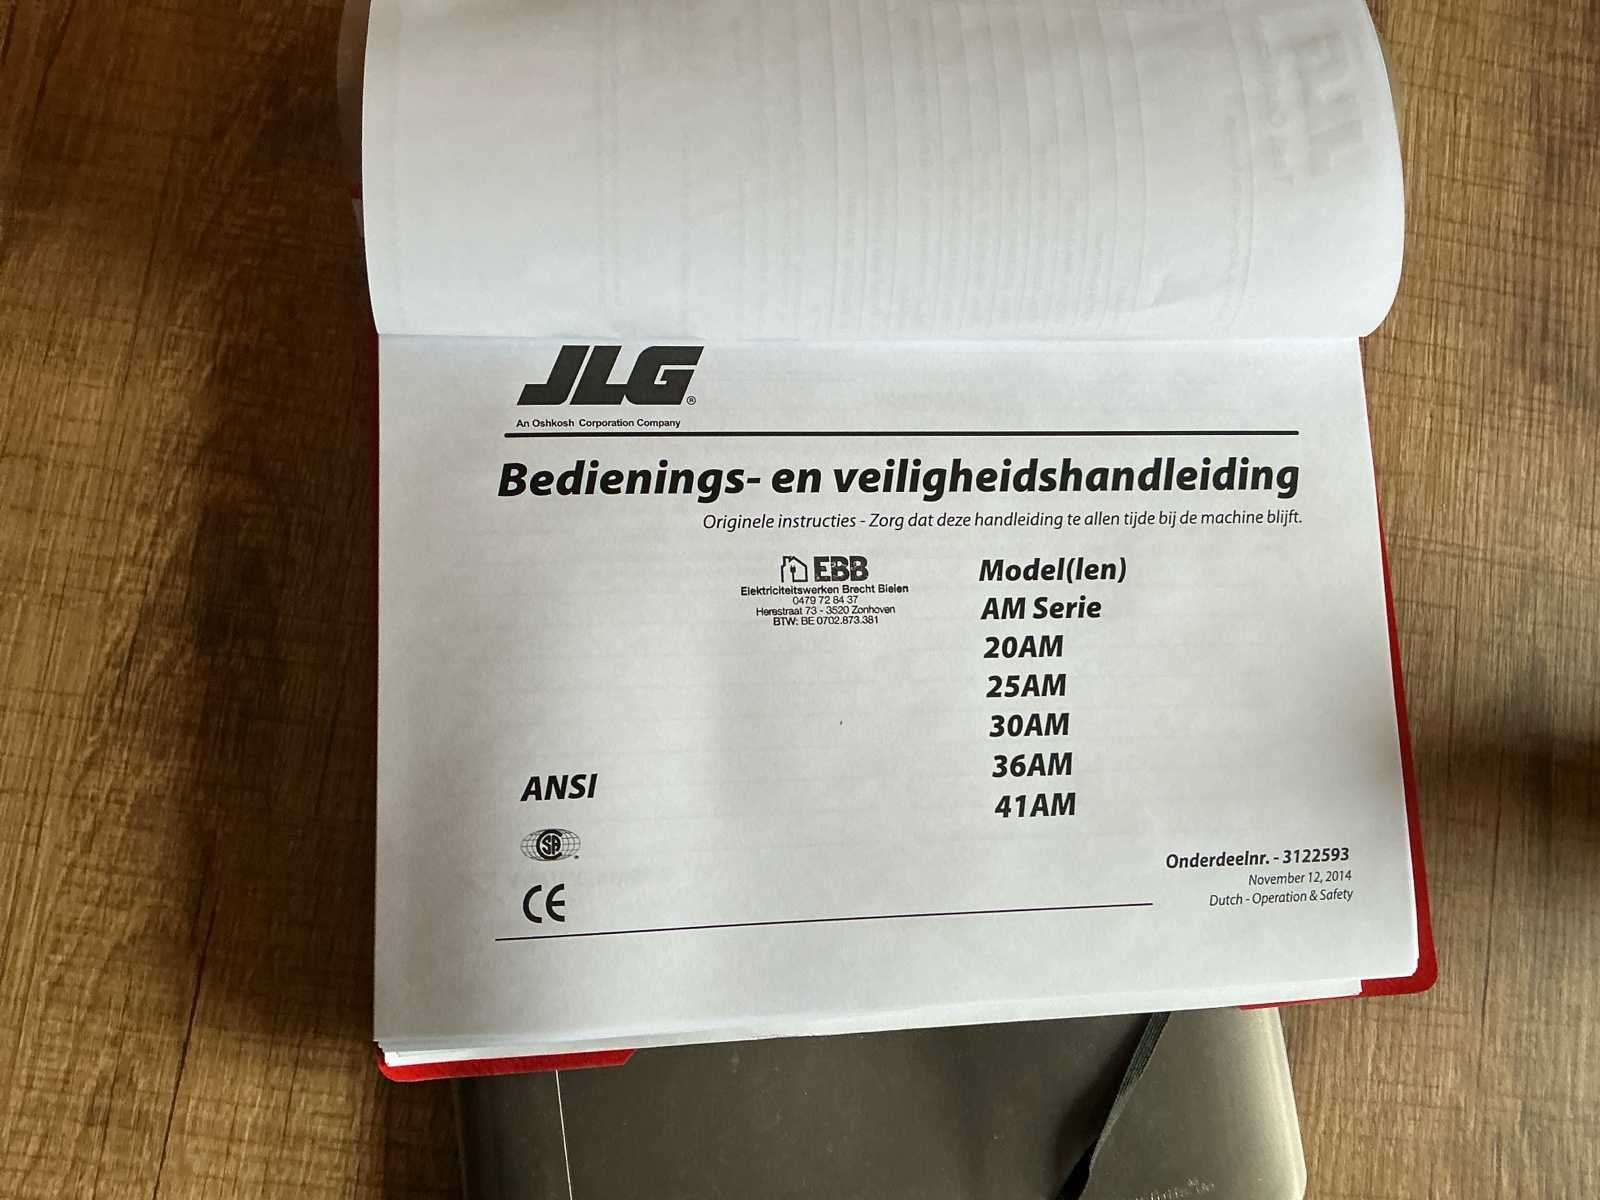 JLG®
An Oshkosh Corporation Company
Bedienings- en veiligheidshandleiding
Originele instructies - Zorg dat deze handleiding te allen tijde bij de machine blijft.
EBB
Elektriciteitswerken Brecht Bielen
0479 72 84 37
Herestraat 73 - 3520 Zonhoven
BTW: BE 0702.873.381
Model(len)
AM Serie
20AM
25AM
30AM
36AM
41AM
ANSI
CSA
CE
Onderdeelnr. - 3122593
November 12, 2014
Dutch - Operation & Safety